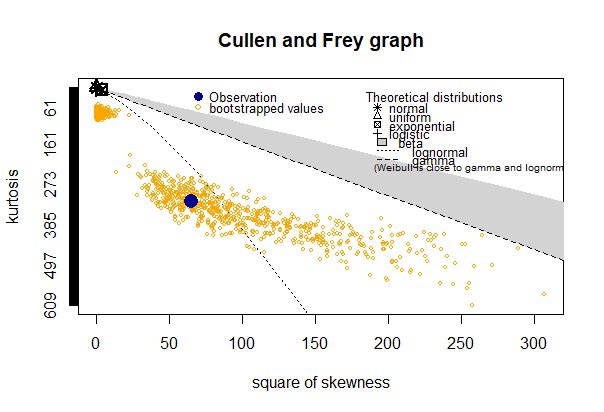 Cullen and Frey graph
Observation
bootstrapped values
Theoretical distributions
normal
uniform
exponential
logistic
beta
lognormal
gamma
(Weibull is close to gamma and lognorm
kurtosis
61
161
273
385
497
609
0
50
100
150
200
250
300
square of skewness